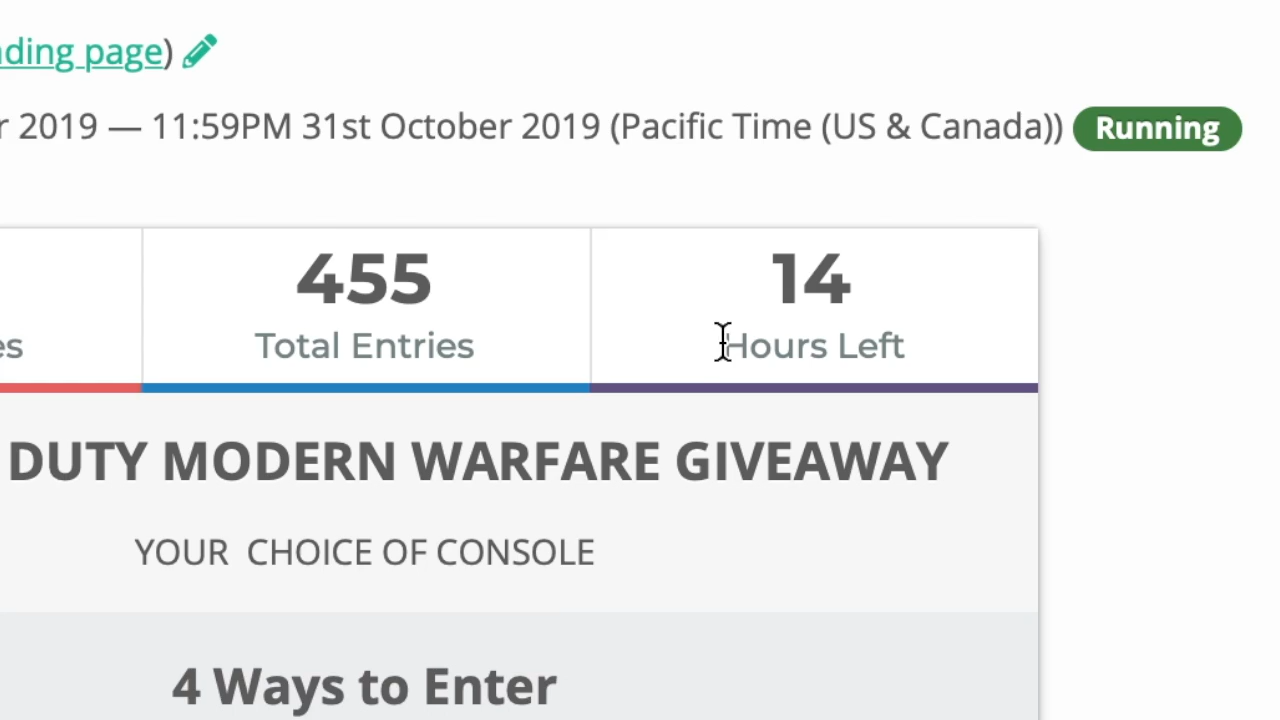 ding page)
r 2019 — 11:59PM 31st October 2019 (Pacific Time (US & Canada)) Running
455
14
es
Total Entries
Hours Left
DUTY MODERN WARFARE GIVEAWAY
YOUR CHOICE OF CONSOLE
4 Ways to Enter